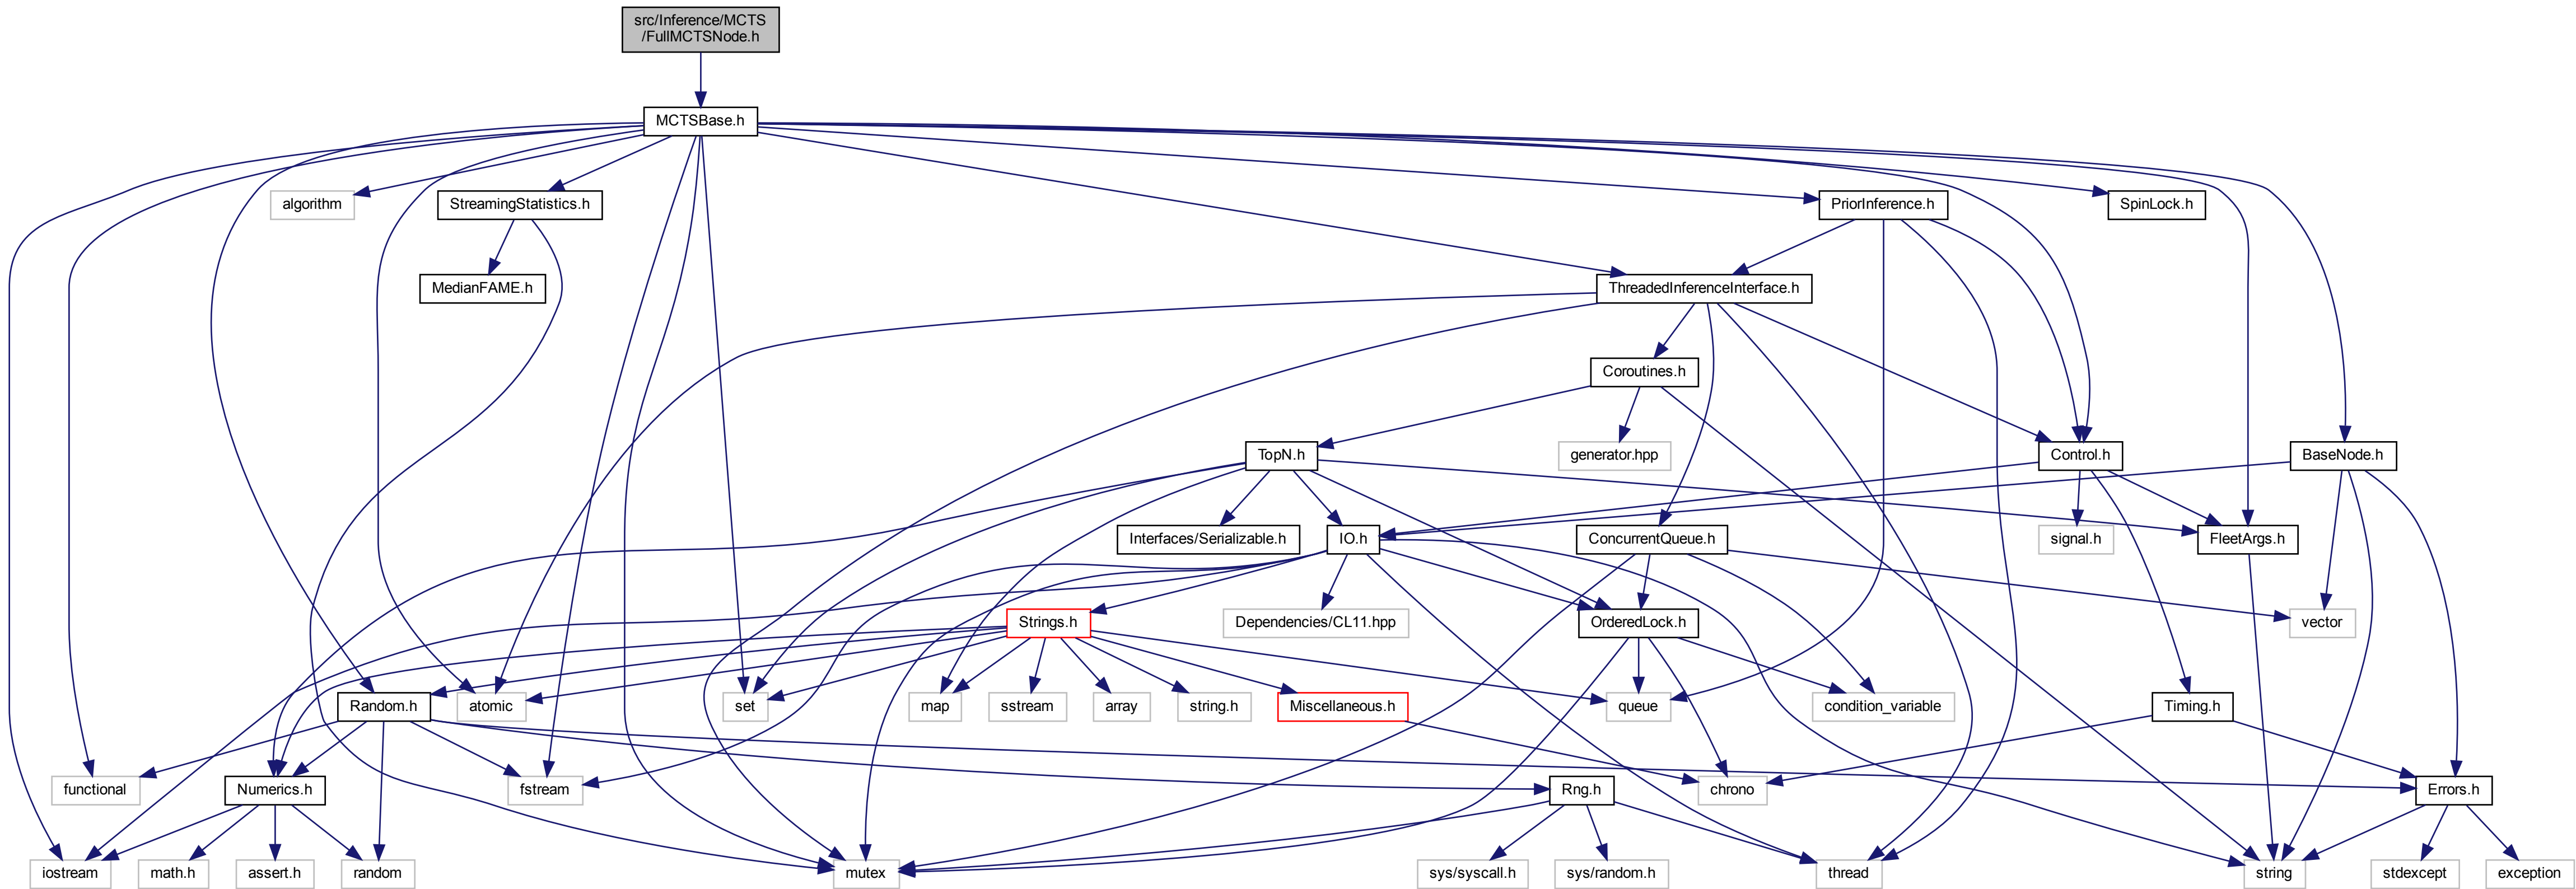 src/Inference/MCTS
/FullMCTSNode.h
MCTSBase.h
algorithm
StreamingStatistics.h
PriorInference.h
SpinLock.h
MedianFAME.h
ThreadedInferenceInterface.h
Coroutines.h
TopN.h
generator.hpp
Control.h
BaseNode.h
Interfaces/Serializable.h
IO.h
ConcurrentQueue.h
signal.h
FleetArgs.h
Strings.h
Dependencies/CL11.hpp
OrderedLock.h
vector
Random.h
atomic
set
map
sstream
array
string.h
Miscellaneous.h
queue
condition_variable
Timing.h
functional
Numerics.h
fstream
Rng.h
chrono
Errors.h
iostream
math.h
assert.h
random
mutex
sys/syscall.h
sys/random.h
thread
string
stdexcept
exception